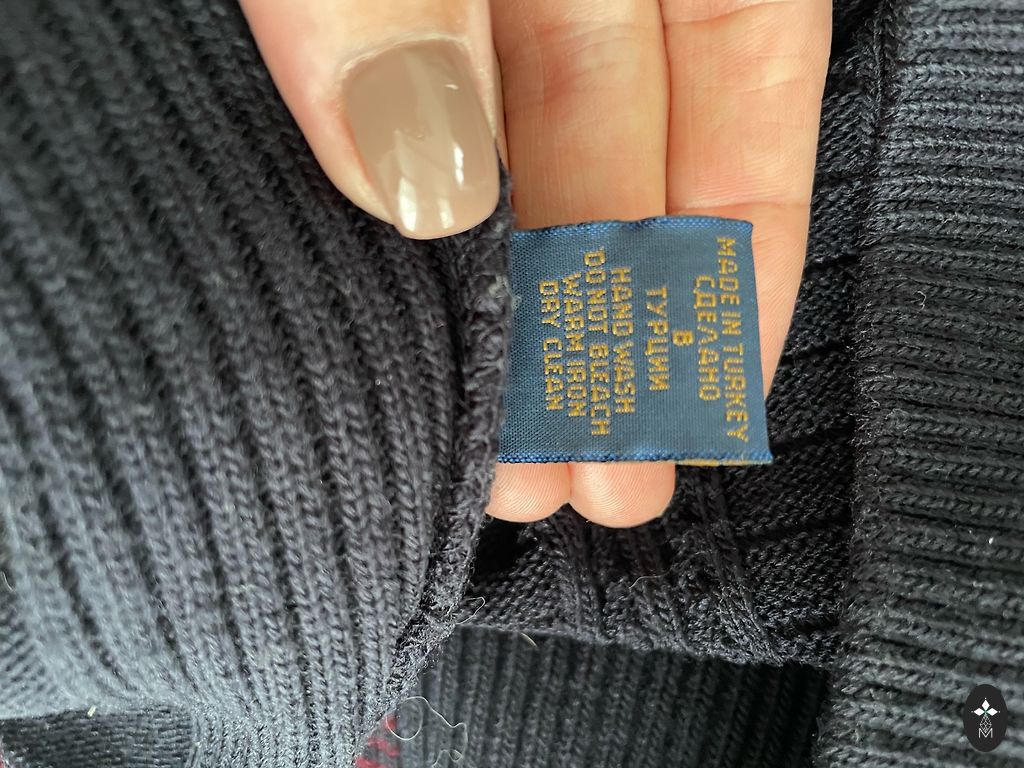 MADE IN TURKEY
СДЕЛАНО
В
ТУРЦИИ
HAND WASH
DO NOT BLEACH
WARM IRON
DRY CLEAN
M